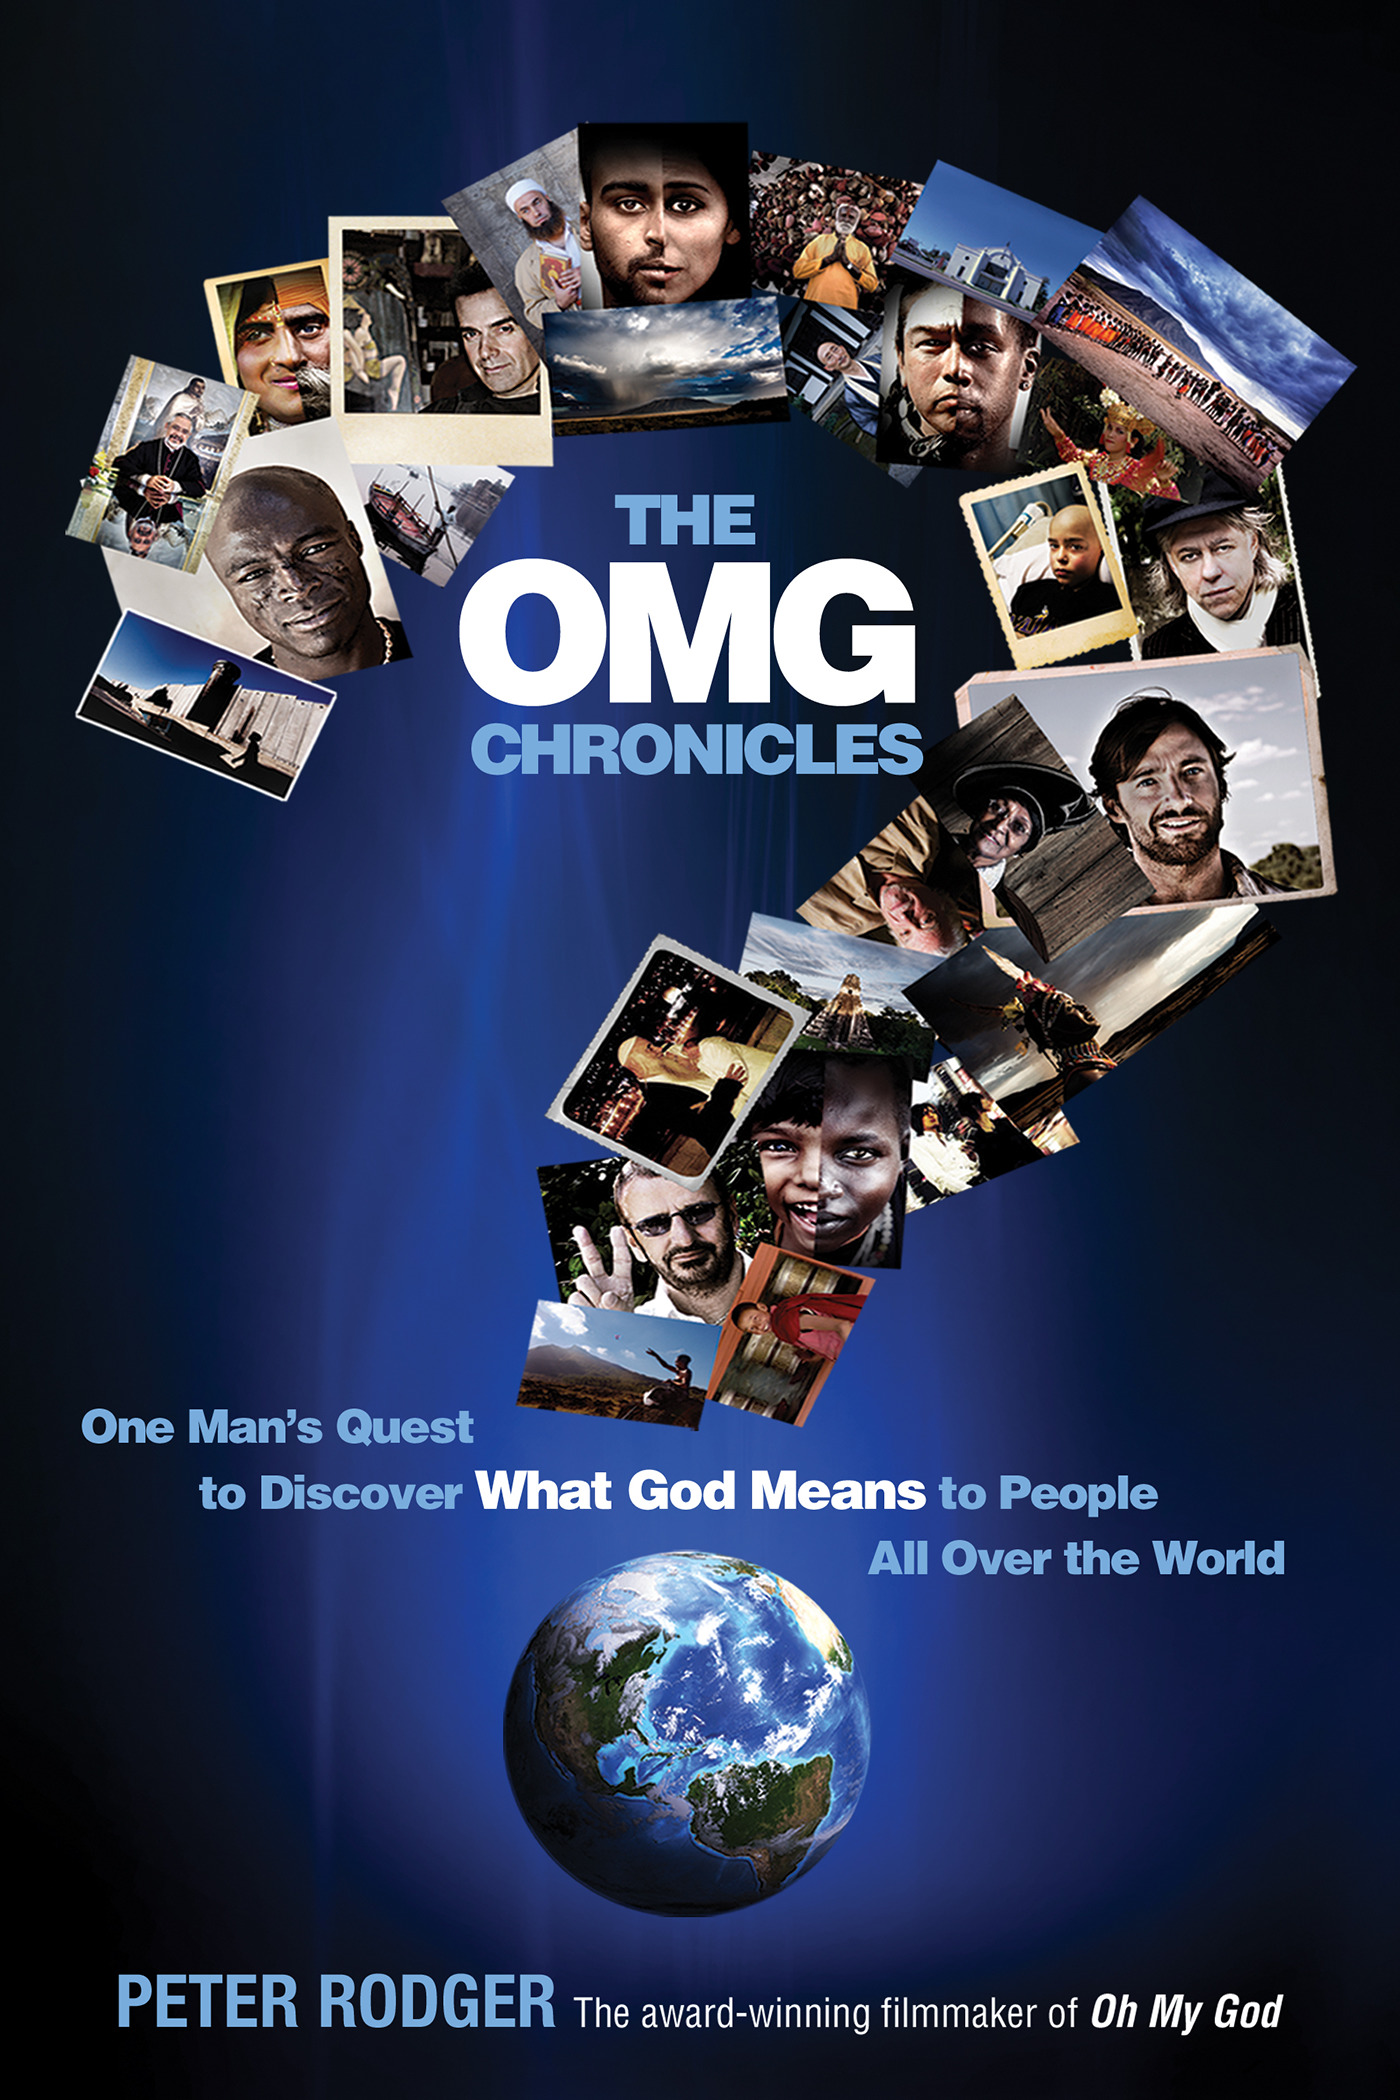 THE
OMG
CHRONICLES
One Man's Quest
to Discover What God Means to People
All Over the World
PETER RODGER The award-winning filmmaker of Oh My God